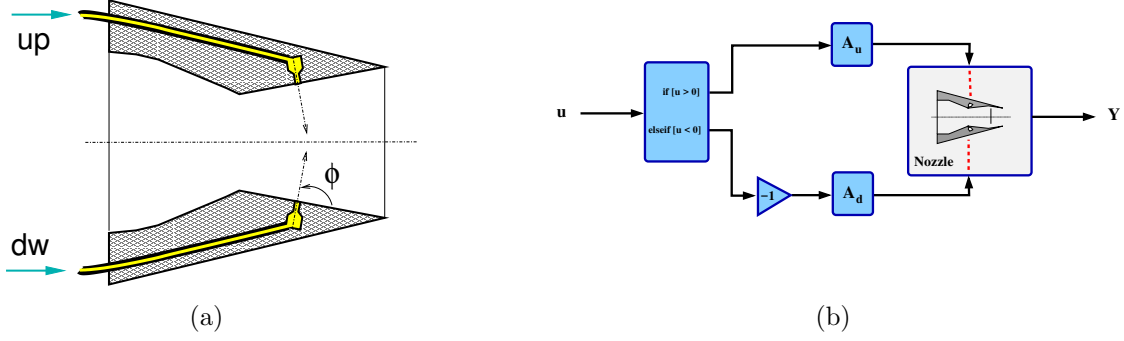 up
ϕ
dw
(a)
u
if [u > 0]
elseif [u < 0]
A_u
-1
A_d
Nozzle
Y
(b)